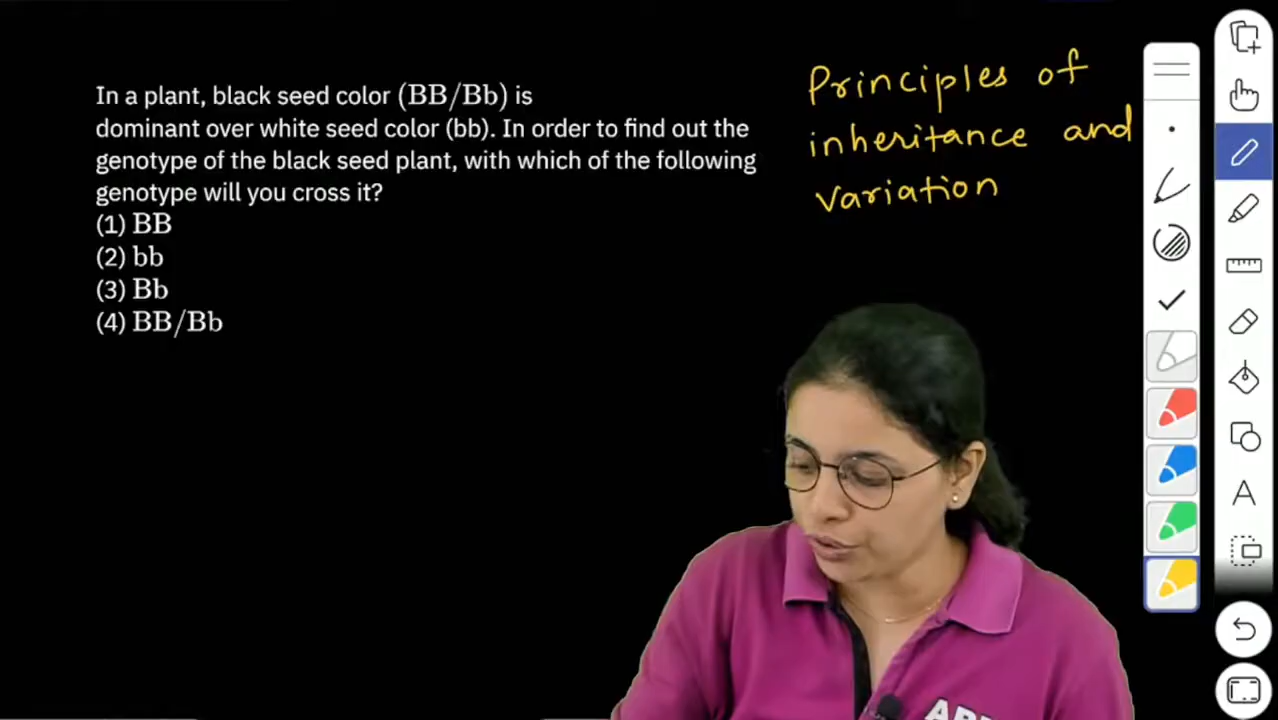 In a plant, black seed color (BB/Bb) is
dominant over white seed color (bb). In order to find out the
genotype of the black seed plant, with which of the following
genotype will you cross it?
(1) BB
(2) bb
(3) Bb
(4) BB/Bb
Principles of
inheritance and
variation
A